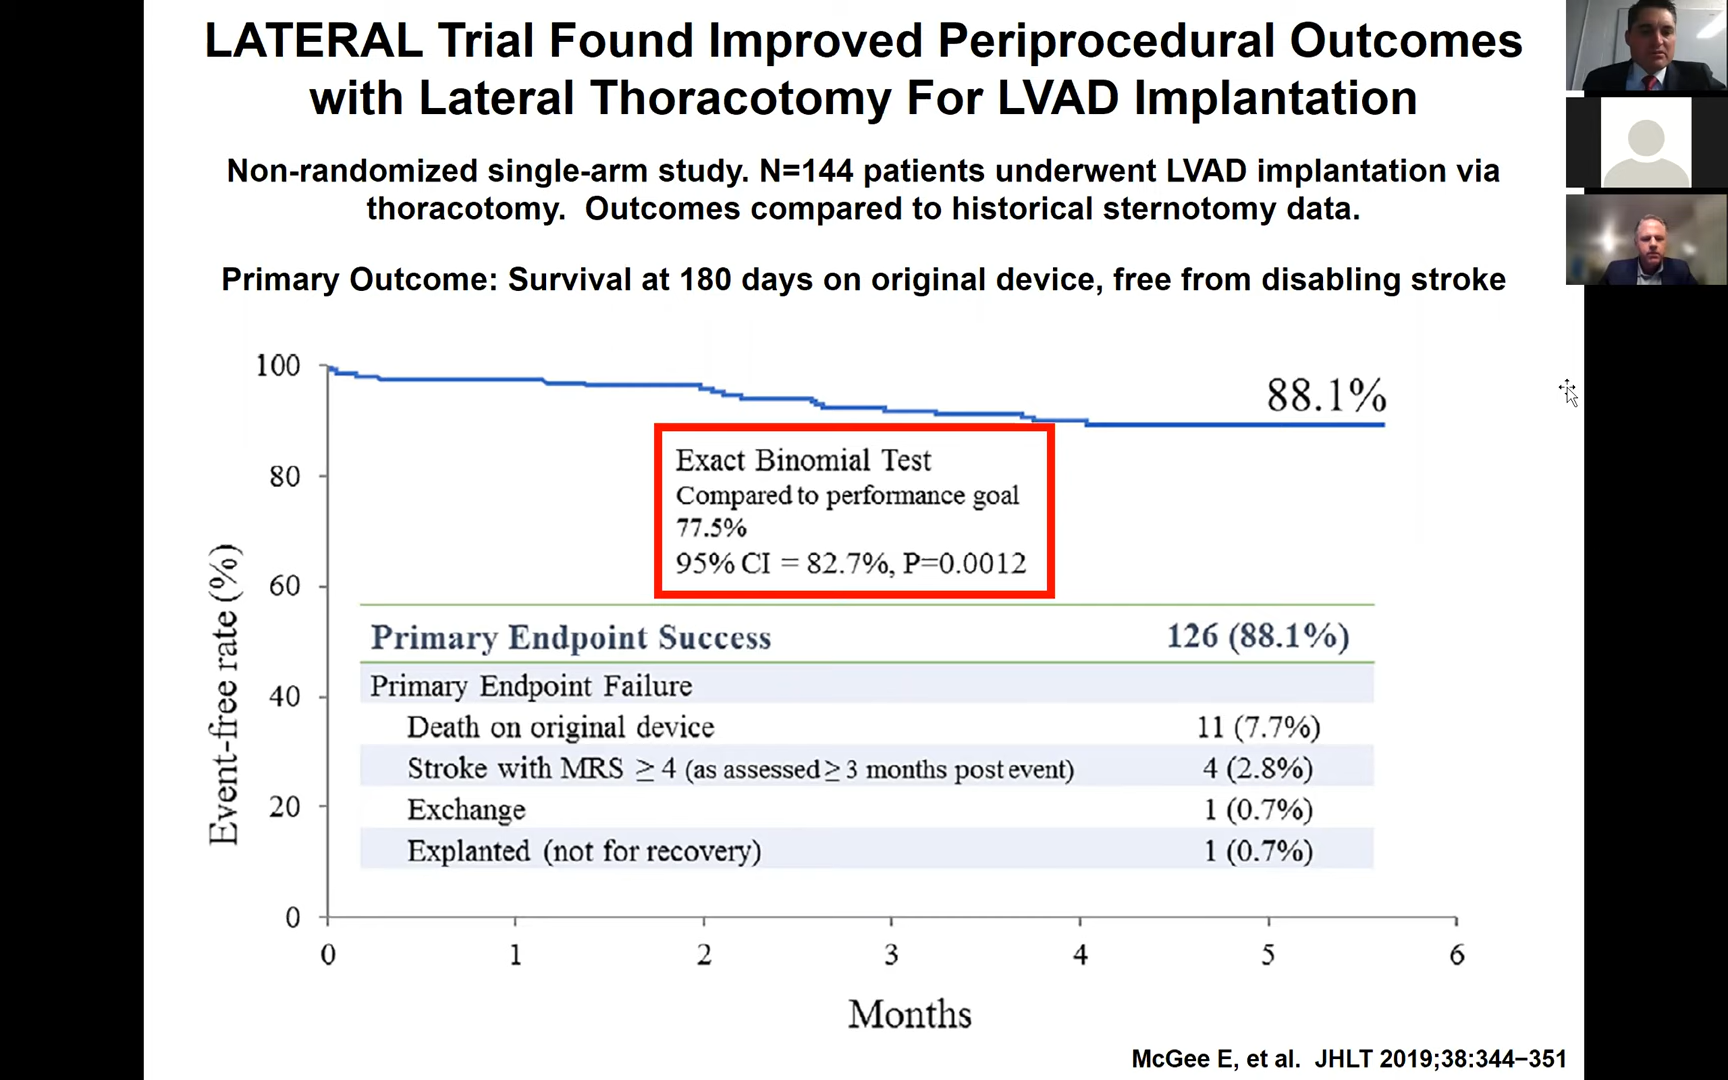 LATERAL Trial Found Improved Periprocedural Outcomes
with Lateral Thoracotomy For LVAD Implantation
Non-randomized single-arm study. N=144 patients underwent LVAD implantation via
thoracotomy. Outcomes compared to historical sternotomy data.
Primary Outcome: Survival at 180 days on original device, free from disabling stroke
100
80
60
40
20
0
Event-free rate (%)
88.1%
Exact Binomial Test
Compared to performance goal
77.5%
95% CI = 82.7%, P=0.0012
Primary Endpoint Success 126 (88.1%)
Primary Endpoint Failure
Death on original device 11 (7.7%)
Stroke with MRS ≥ 4 (as assessed ≥ 3 months post event) 4 (2.8%)
Exchange 1 (0.7%)
Explanted (not for recovery) 1 (0.7%)
0 1 2 3 4 5 6
Months
McGee E, et al. JHLT 2019;38:344−351